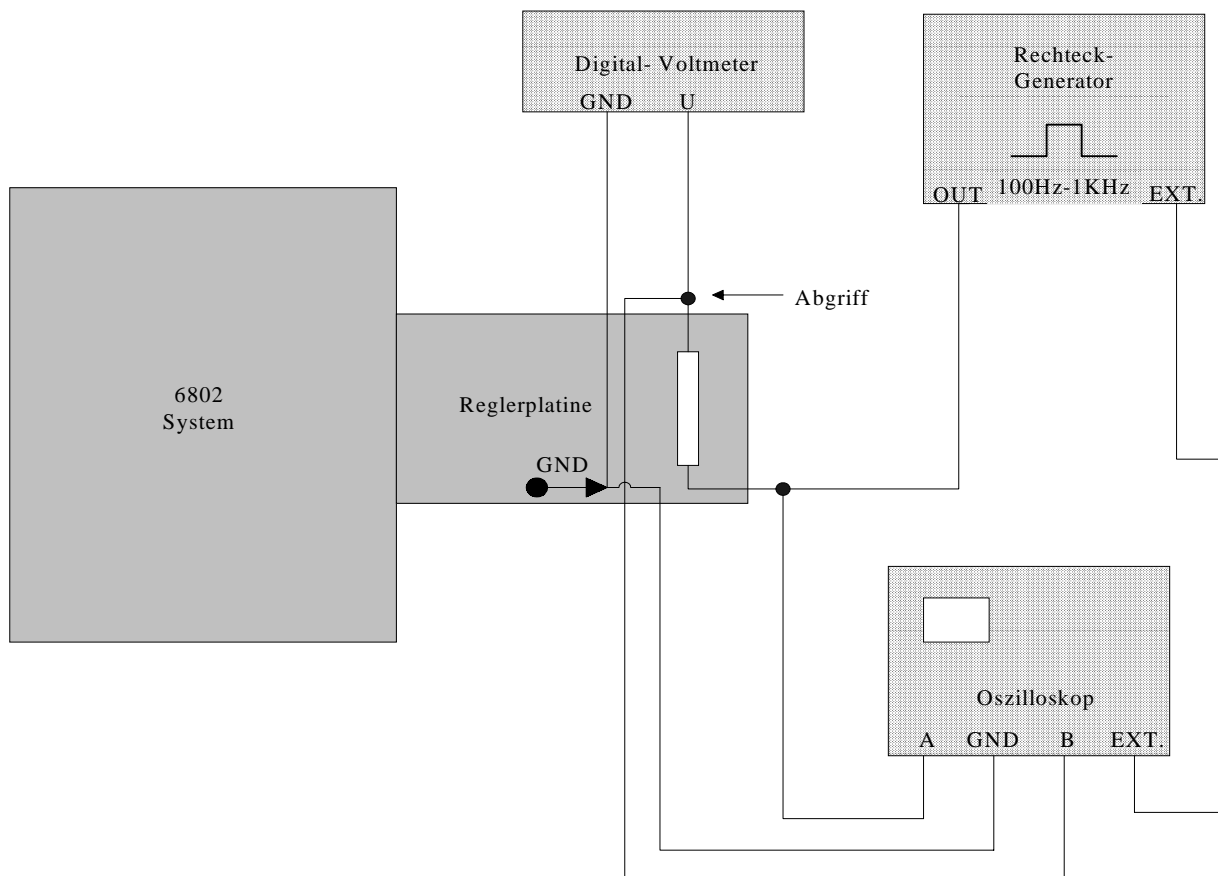 Digital- Voltmeter
GND U
Rechteck-
Generator
100Hz-1KHz
OUT EXT.
Abgriff
6802
System
Reglerplatine
GND
Oszilloskop
A GND B EXT.